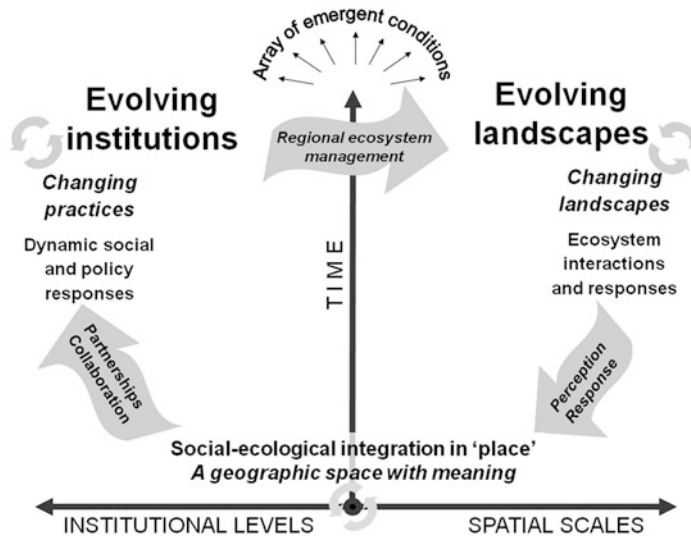 Array of emergent conditions
Evolving
institutions
Evolving
landscapes
Regional ecosystem
management
Changing
practices
Changing
landscapes
Dynamic social
and policy
responses
Ecosystem
interactions
and responses
TIME
Partnerships
Collaboration
Perception
Response
Social-ecological integration in ‘place’
A geographic space with meaning
INSTITUTIONAL LEVELS
SPATIAL SCALES